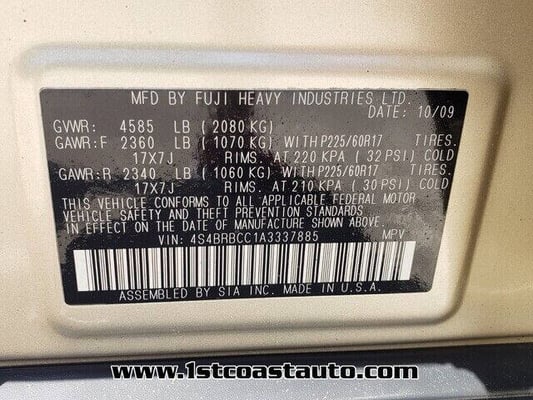 MFD BY FUJI HEAVY INDUSTRIES LTD.
DATE: 10/09
GVWR: 4585 LB (2080 KG)
GAWR:F 2360 LB (1070 KG) WITH P225/60R17 TIRES.
17X7J RIMS. AT 220 KPA (32 PSI) COLD
GAWR:R 2340 LB (1060 KG) WITH P225/60R17 TIRES.
17X7J RIMS. AT 210 KPA (30 PSI) COLD
THIS VEHICLE CONFORMS TO ALL APPLICABLE FEDERAL MOTOR
VEHICLE SAFETY AND THEFT PREVENTION STANDARDS
IN EFFECT ON THE DATE OF MANUFACTURE SHOWN ABOVE.
VIN: 4S4BRBCC1A3337885 MPV
ASSEMBLED BY SIA INC. MADE IN U.S.A.
www.1stcoastauto.com